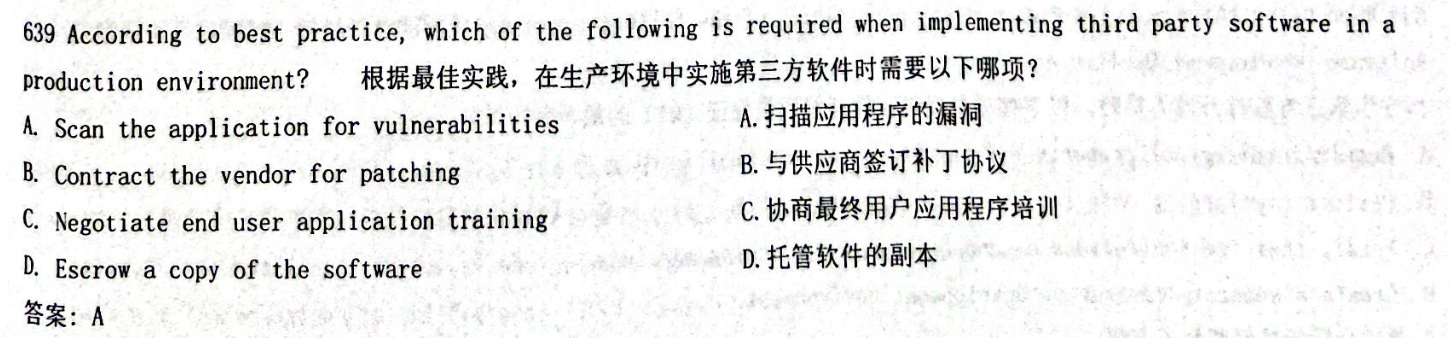 639 According to best practice, which of the following is required when implementing third party software in a
production environment? 根据最佳实践，在生产环境中实施第三方软件时需要以下哪项？
A. Scan the application for vulnerabilities A.扫描应用程序的漏洞
B. Contract the vendor for patching B.与供应商签订补丁协议
C. Negotiate end user application training C.协商最终用户应用程序培训
D. Escrow a copy of the software D.托管软件的副本
答案：A